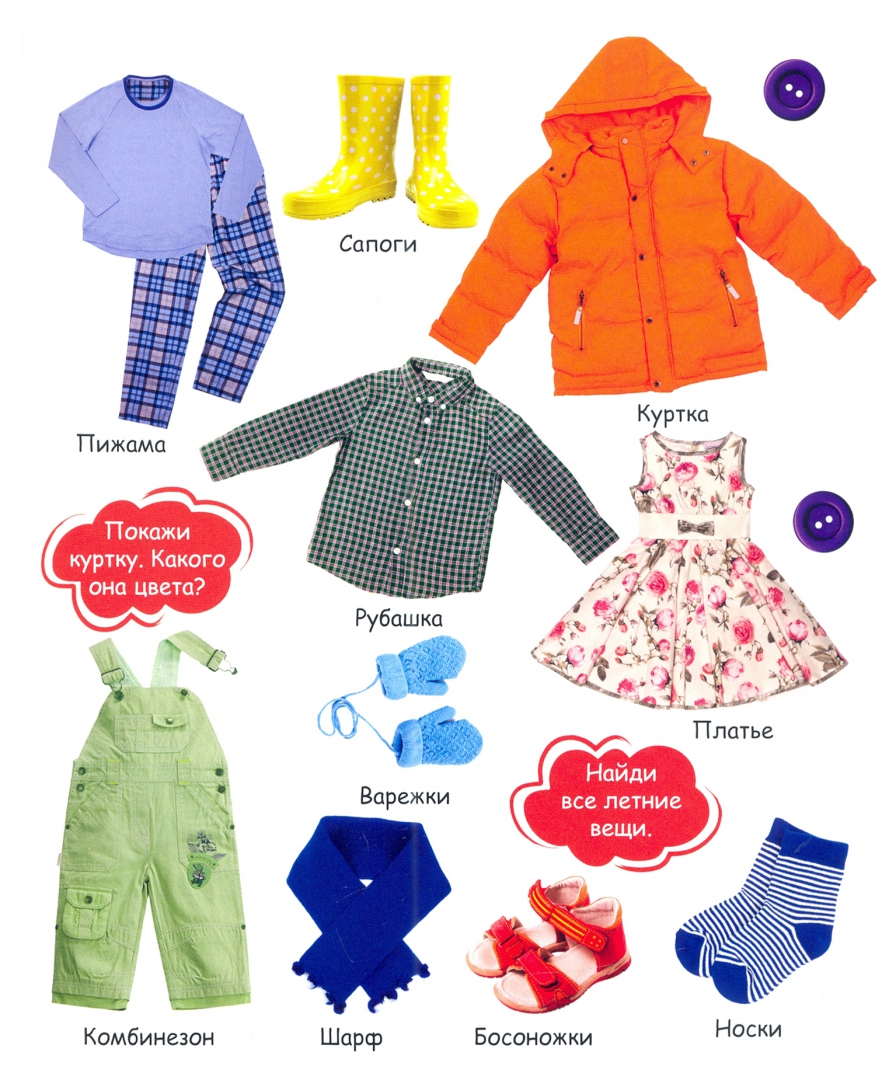 Сапоги
Куртка
Пижама
Покажи
куртку. Какого
она цвета?
Рубашка
Платье
Варежки
Найди
все летние
вещи.
Комбинезон
Шарф
Босоножки
Носки